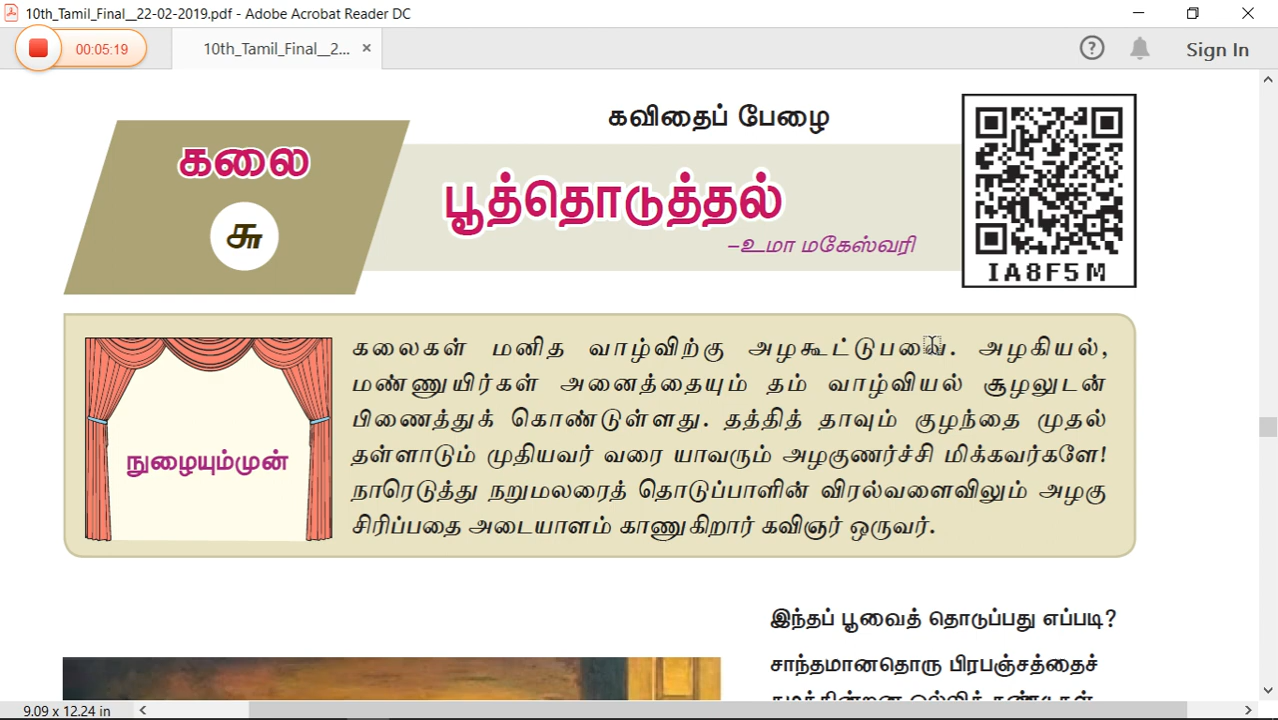 10th_Tamil_Final__22-02-2019.pdf - Adobe Acrobat Reader DC
00:05:19
10th_Tamil_Final__2...
Sign In
கவிதைப் பேழை
கலை
௬
பூத்தொடுத்தல்
–உமா மகேஸ்வரி
IA8F5M
நுழையும்முன்
கலைகள் மனித வாழ்விற்கு அழகூட்டுபவை. அழகியல்,
மண்ணுயிர்கள் அனைத்தையும் தம் வாழ்வியல் சூழலுடன்
பிணைத்துக் கொண்டுள்ளது. தத்தித் தாவும் குழந்தை முதல்
தள்ளாடும் முதியவர் வரை யாவரும் அழகுணர்ச்சி மிக்கவர்களே!
நாரெடுத்து நறுமலரைத் தொடுப்பாளின் விரல்வளைவிலும் அழகு
சிரிப்பதை அடையாளம் காணுகிறார் கவிஞர் ஒருவர்.
இந்தப் பூவைத் தொடுப்பது எப்படி?
சாந்தமானதொரு பிரபஞ்சத்தைச்
9.09 x 12.24 in